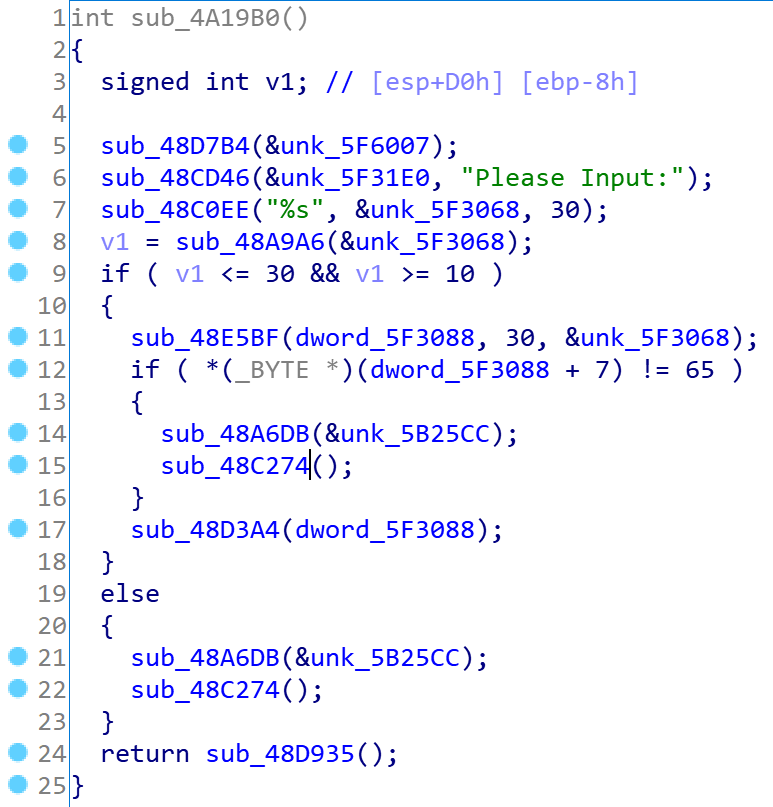 1 int sub_4A19B0()
2 {
3   signed int v1; // [esp+D0h] [ebp-8h]
4
5   sub_48D7B4(&unk_5F6007);
6   sub_48CD46(&unk_5F31E0, "Please Input:");
7   sub_48C0EE("%s", &unk_5F3068, 30);
8   v1 = sub_48A9A6(&unk_5F3068);
9   if ( v1 <= 30 && v1 >= 10 )
10   {
11     sub_48E5BF(dword_5F3088, 30, &unk_5F3068);
12     if ( *(_BYTE *)(dword_5F3088 + 7) != 65 )
13     {
14       sub_48A6DB(&unk_5B25CC);
15       sub_48C274();
16     }
17     sub_48D3A4(dword_5F3088);
18   }
19   else
20   {
21     sub_48A6DB(&unk_5B25CC);
22     sub_48C274();
23   }
24   return sub_48D935();
25 }